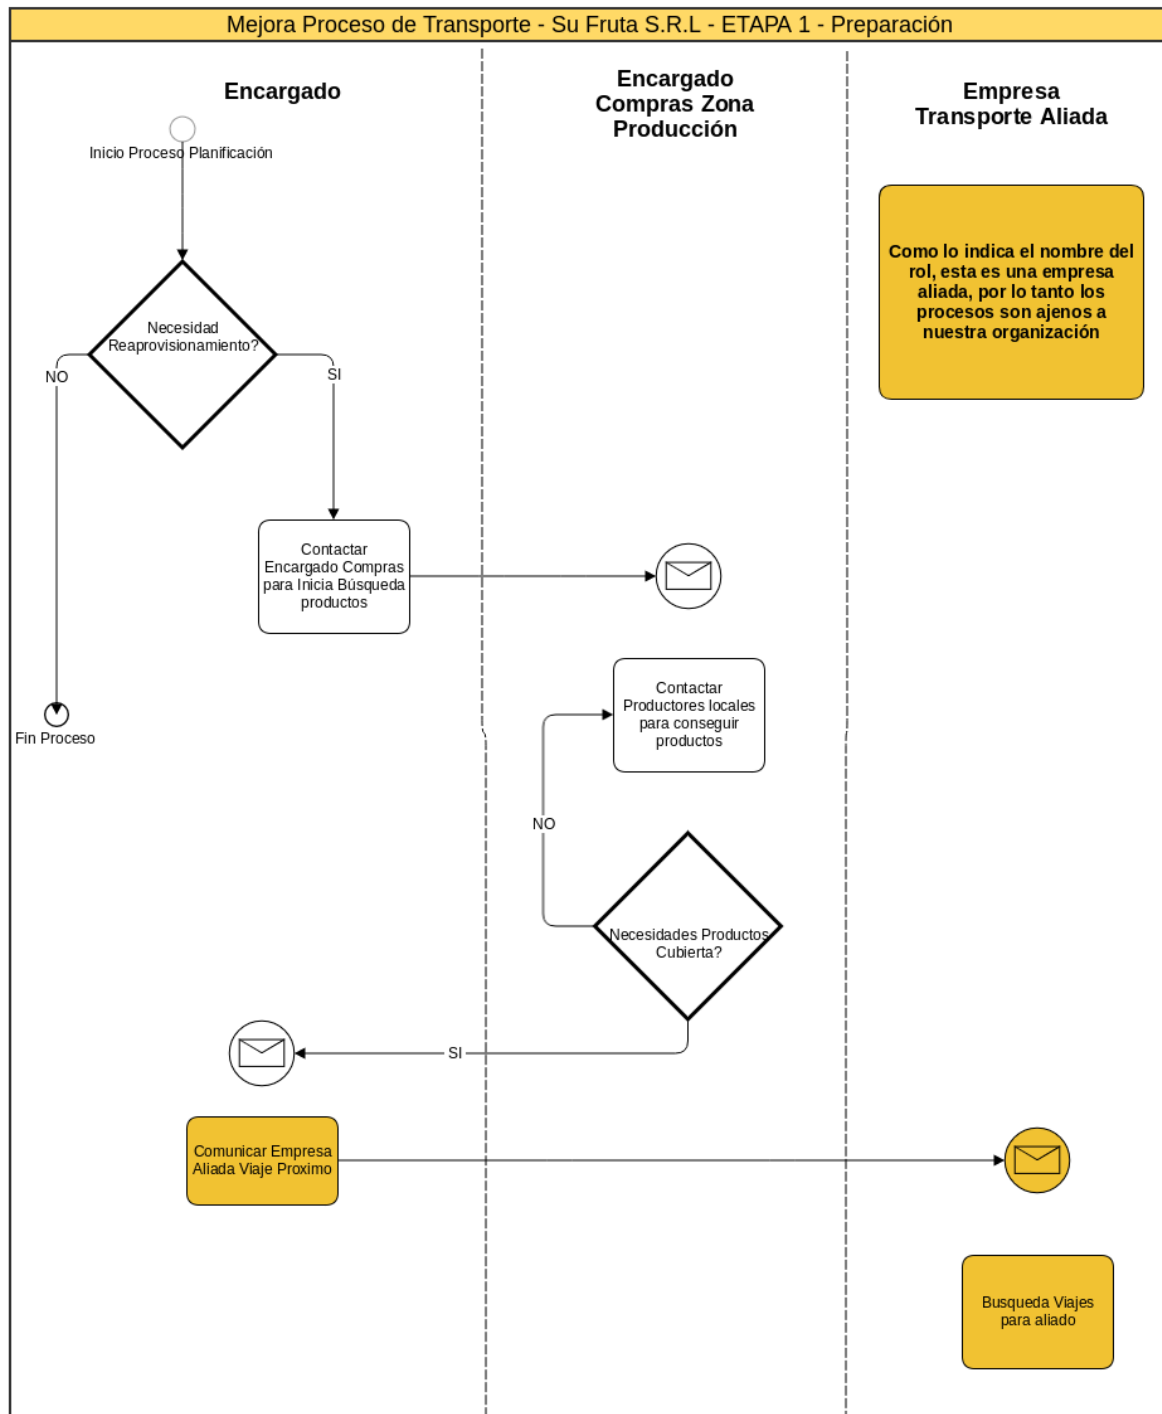 Mejora Proceso de Transporte - Su Fruta S.R.L - ETAPA 1 - Preparación
Encargado
Encargado
Compras Zona
Producción
Empresa
Transporte Aliada
Inicio Proceso Planificación
Como lo indica el nombre del
rol, esta es una empresa
aliada, por lo tanto los
procesos son ajenos a
nuestra organización
Necesidad
Reaprovisionamiento?
NO
SI
Contactar
Encargado Compras
para Inicia Búsqueda
productos
Contactar
Productores locales
para conseguir
productos
Fin Proceso
NO
Necesidades Productos
Cubierta?
SI
Comunicar Empresa
Aliada Viaje Proximo
Busqueda Viajes
para aliado